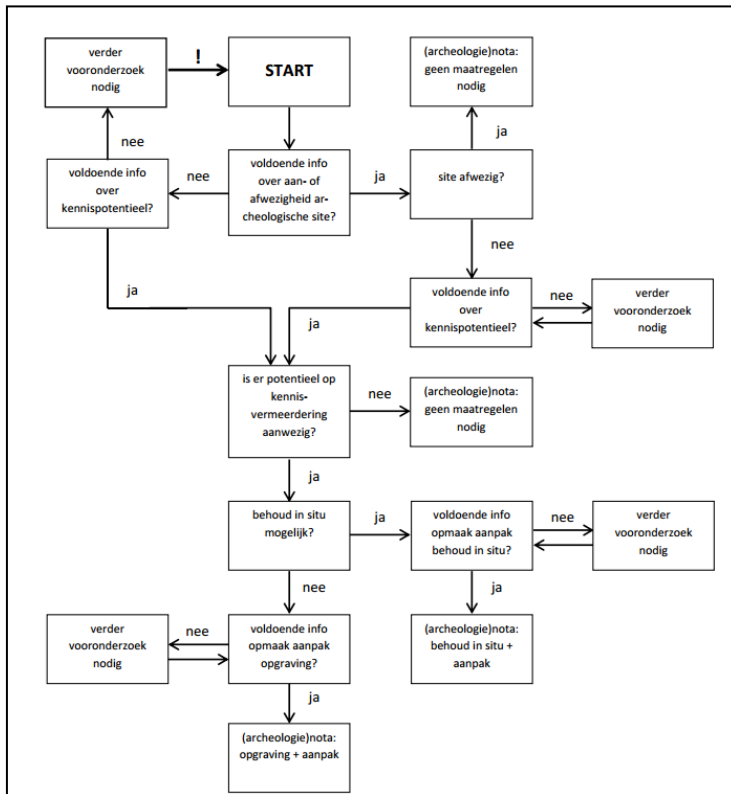 verder
vooronderzoek
nodig
!
START
(archeologie)nota:
geen maatregelen
nodig
nee
ja
voldoende info
over
kennispotentieel?
nee
voldoende info
over aan- of
afwezigheid ar-
cheologische site?
ja
site afwezig?
nee
ja
voldoende info
over
kennispotentieel?
nee
verder
vooronderzoek
nodig
ja
is er potentieel op
kennis-
vermeerdering
aanwezig?
nee
(archeologie)nota:
geen maatregelen
nodig
ja
behoud in situ
mogelijk?
ja
voldoende info
opmaak aanpak
behoud in situ?
nee
verder
vooronderzoek
nodig
nee
ja
verder
vooronderzoek
nodig
nee
voldoende info
opmaak aanpak
opgraving?
(archeologie)nota:
behoud in situ +
aanpak
ja
(archeologie)nota:
opgraving + aanpak